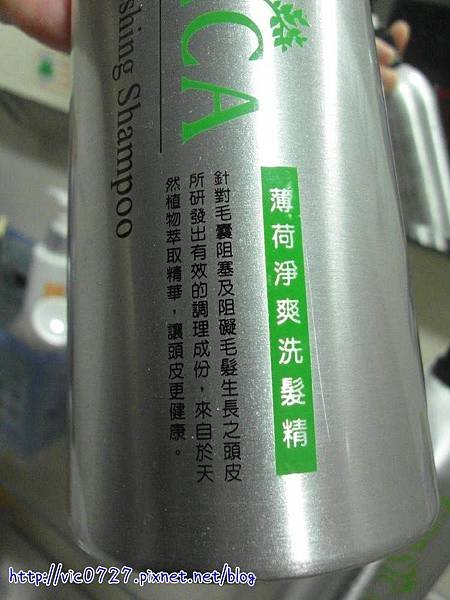 薄荷淨爽洗髮精
針對毛囊阻塞及阻礙毛髮生長之頭皮
所研發出有效的調理成份，來自於天
然植物萃取精華，讓頭皮更健康。
ICA
shing Shampoo
http://vic0727.pixnet.net/blog